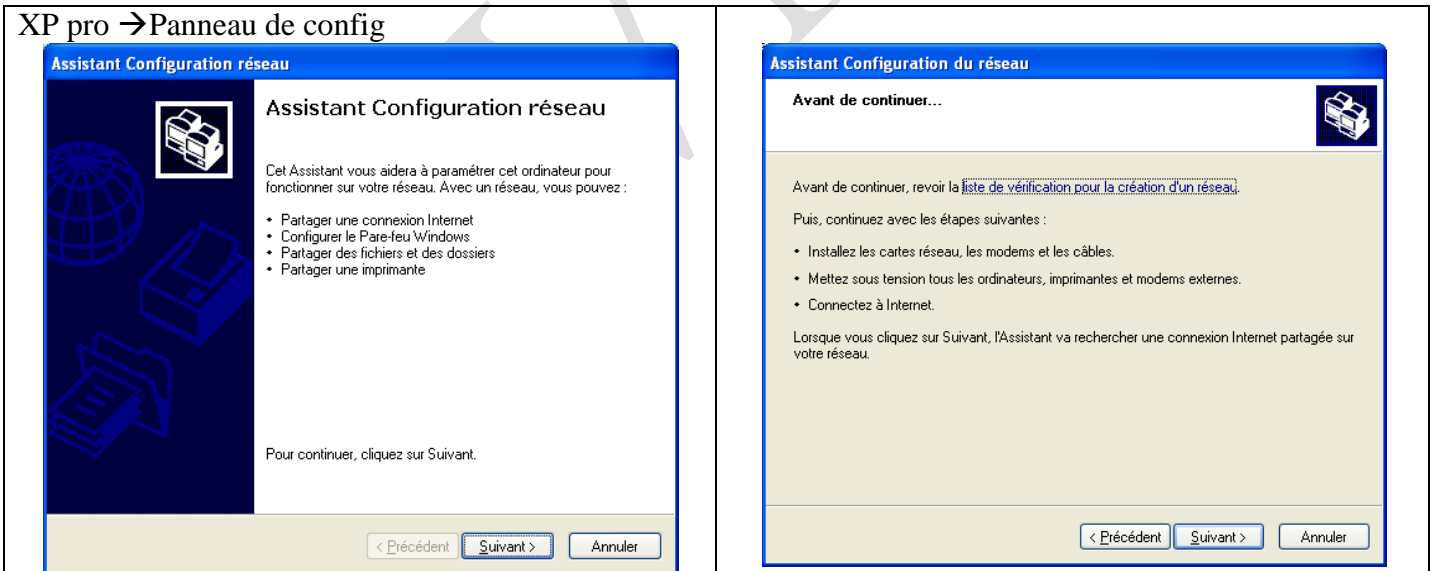 XP pro →Panneau de config
Assistant Configuration réseau
Assistant Configuration réseau
Cet Assistant vous aidera à paramétrer cet ordinateur pour
fonctionner sur votre réseau. Avec un réseau, vous pouvez :
• Partager une connexion Internet
• Configurer le Pare-feu Windows
• Partager des fichiers et des dossiers
• Partager une imprimante
Pour continuer, cliquez sur Suivant.
< Précédent Suivant > Annuler
Assistant Configuration du réseau
Avant de continuer...
Avant de continuer, revoir la liste de vérification pour la création d'un réseau.
Puis, continuez avec les étapes suivantes :
• Installez les cartes réseau, les modems et les câbles.
• Mettez sous tension tous les ordinateurs, imprimantes et modems externes.
• Connectez à Internet.
Lorsque vous cliquez sur Suivant, l'Assistant va rechercher une connexion Internet partagée sur
votre réseau.
< Précédent Suivant > Annuler